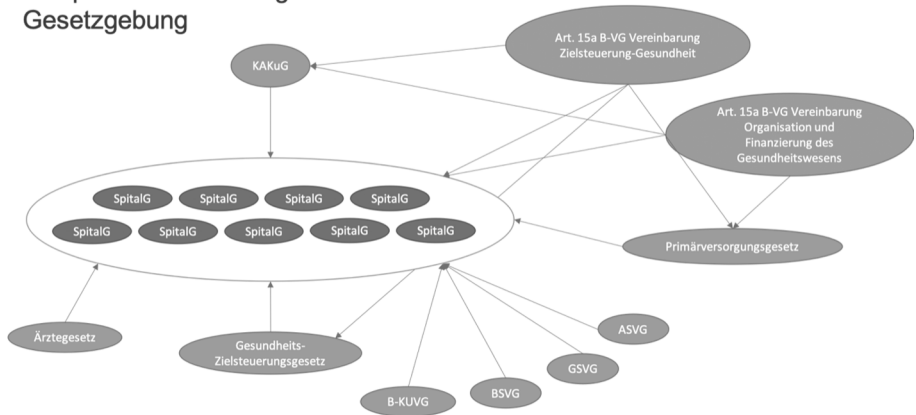 Gesetzgebung
Art. 15a B-VG Vereinbarung
Zielsteuerung-Gesundheit
KAKuG
Art. 15a B-VG Vereinbarung
Organisation und
Finanzierung des
Gesundheitswesens
SpitalG SpitalG SpitalG SpitalG
SpitalG SpitalG SpitalG SpitalG SpitalG
Primärversorgungsgesetz
Ärztegesetz
Gesundheits-
Zielsteuerungsgesetz
ASVG
GSVG
BSVG
B-KUVG